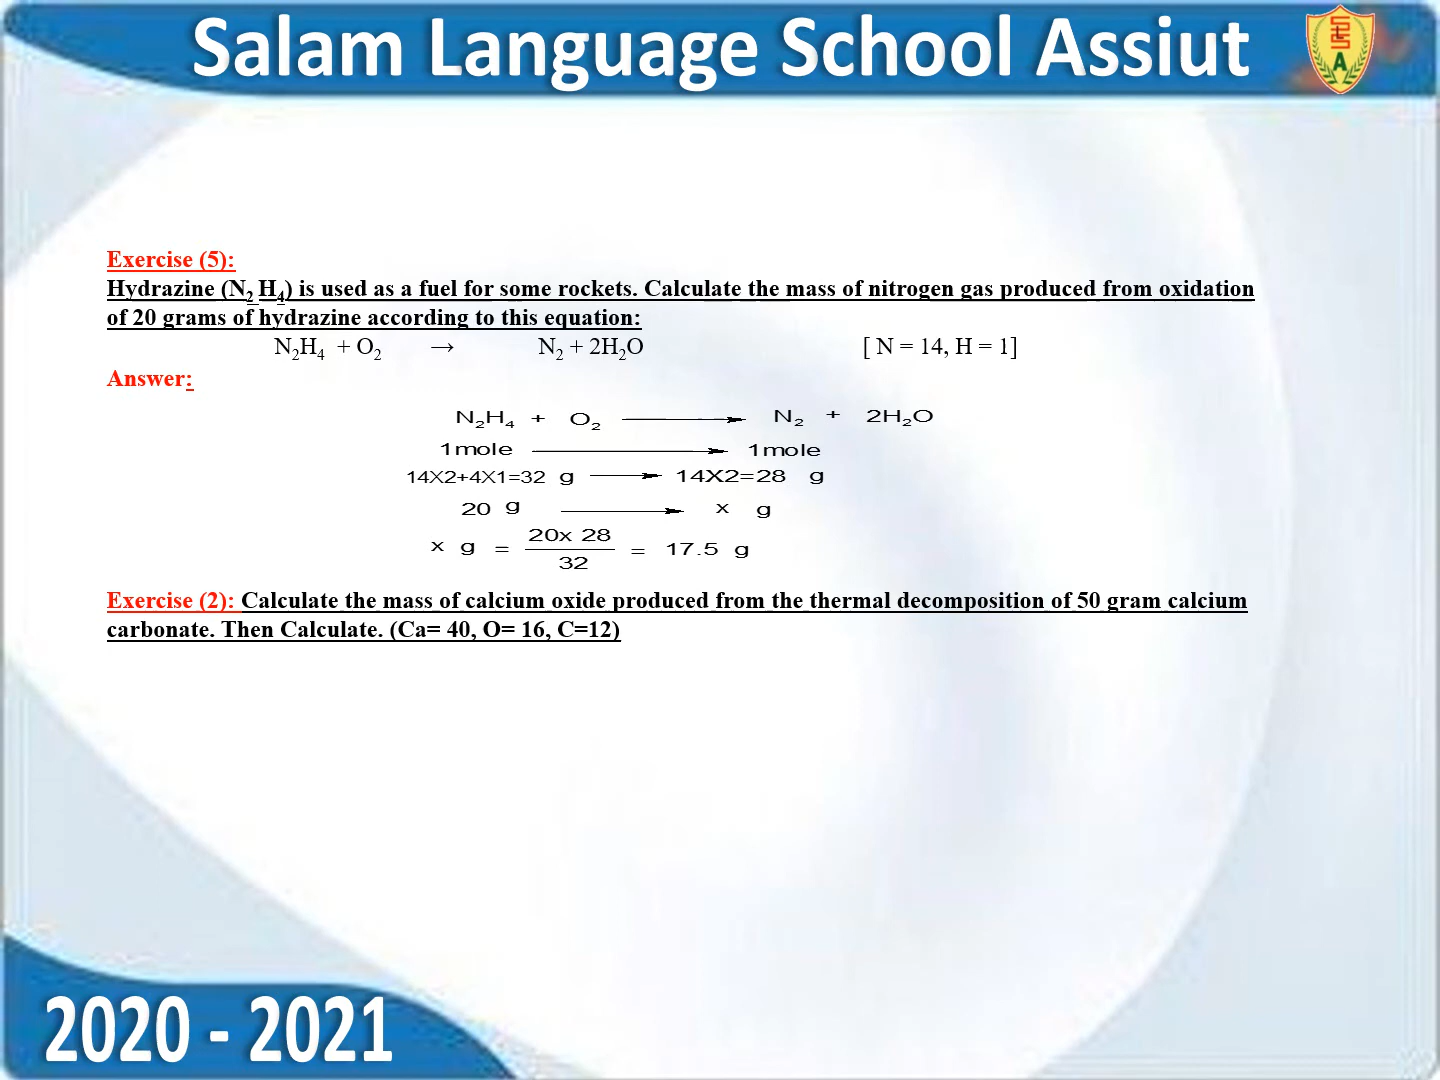 Salam Language School Assiut
S L S A
Exercise (5):
Hydrazine (N₂ H₄) is used as a fuel for some rockets. Calculate the mass of nitrogen gas produced from oxidation
of 20 grams of hydrazine according to this equation:
N₂H₄ + O₂ → N₂ + 2H₂O [ N = 14, H = 1]
Answer:
N₂H₄ + O₂ → N₂ + 2H₂O
1mole → 1mole
14X2+4X1=32 g → 14X2=28 g
20 g → x g
x g = 20x 28 / 32 = 17.5 g
Exercise (2): Calculate the mass of calcium oxide produced from the thermal decomposition of 50 gram calcium
carbonate. Then Calculate. (Ca= 40, O= 16, C=12)
2020 - 2021